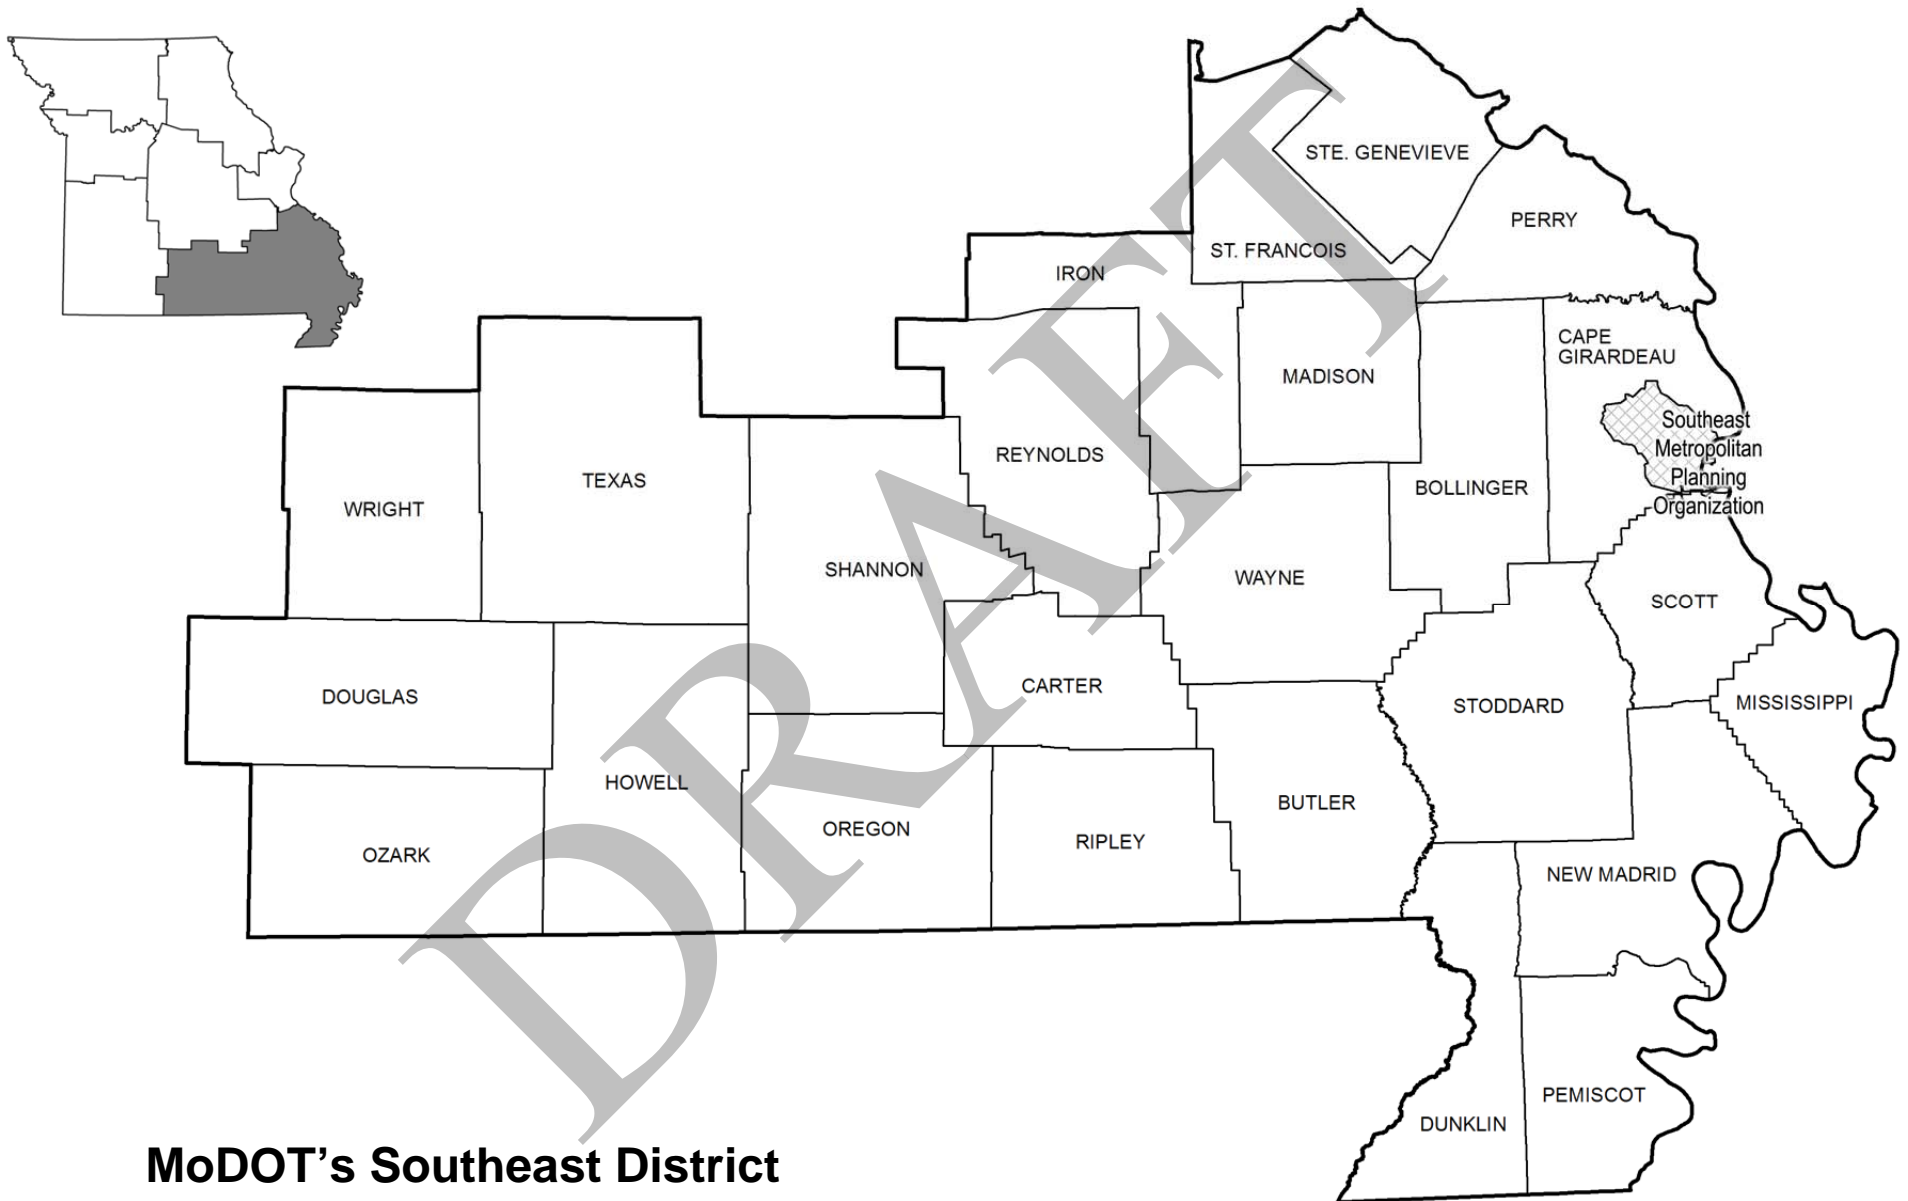 STE. GENEVIEVE
PERRY
ST. FRANCOIS
IRON
CAPE
GIRARDEAU
MADISON
Southeast
Metropolitan
Planning
Organization
REYNOLDS
TEXAS
BOLLINGER
WRIGHT
SHANNON
WAYNE
SCOTT
CARTER
DOUGLAS
STODDARD
MISSISSIPPI
HOWELL
BUTLER
OREGON
RIPLEY
OZARK
NEW MADRID
PEMISCOT
DUNKLIN
DRAFT
MoDOT’s Southeast District